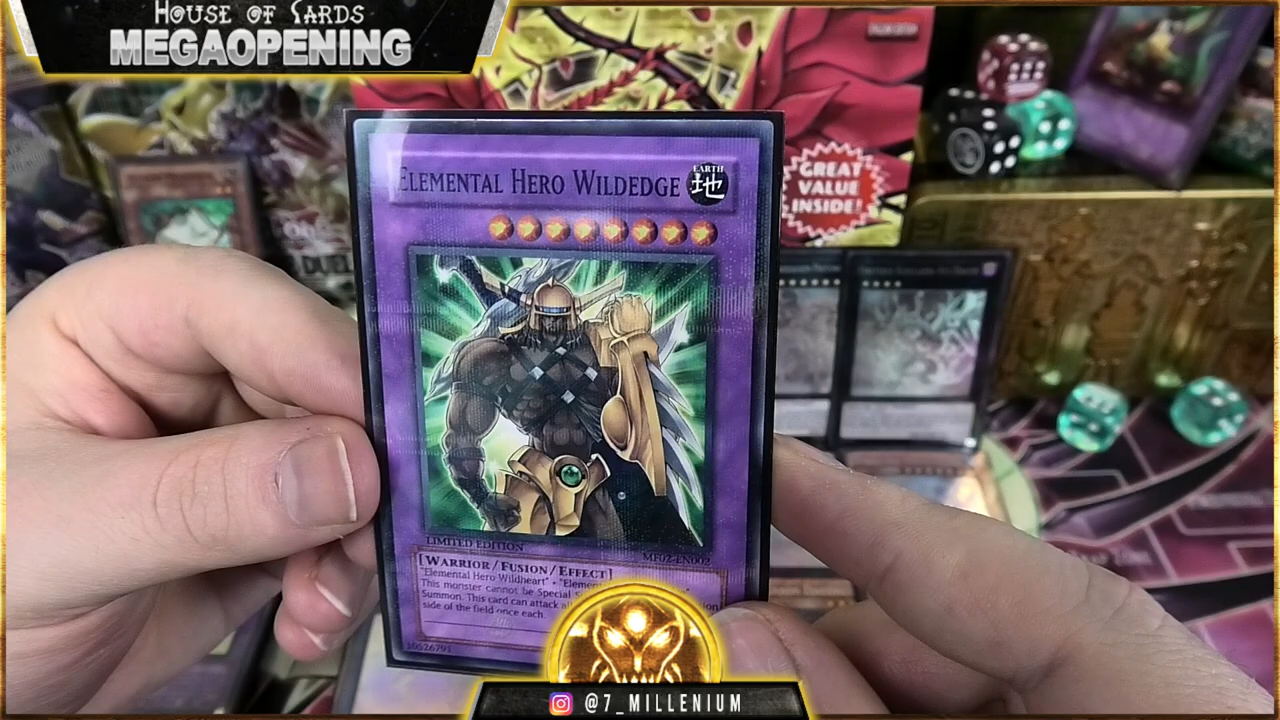 House of Cards
MEGAOPENING
GREAT
VALUE
INSIDE!
Elemental Hero Wildedge
EARTH
地
LIMITED EDITION
MF02-EN002
[Warrior/Fusion/Effect]
"Elemental Hero Wildheart" + "Elemen
This monster cannot be Special S
Summon. This card can attack al
side of the field once each.
10526791
@7_MILLENIUM